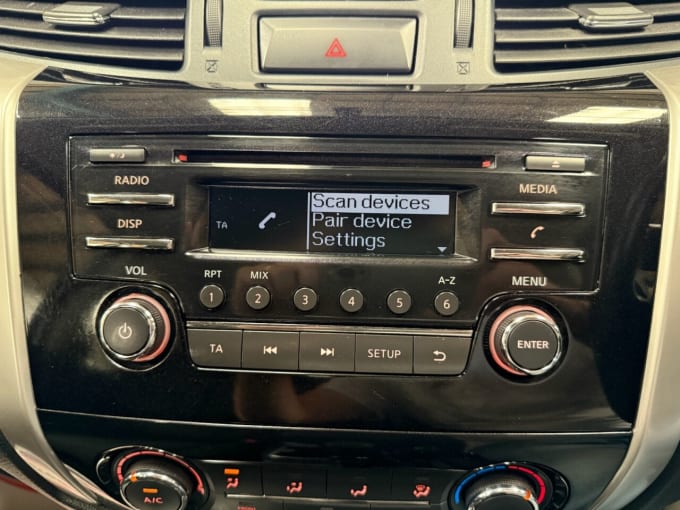 RADIO
MEDIA
DISP
TA
Scan devices
Pair device
Settings
VOL
MENU
RPT
MIX
A-Z
1
2
3
4
5
6
TA
SETUP
ENTER
A/C